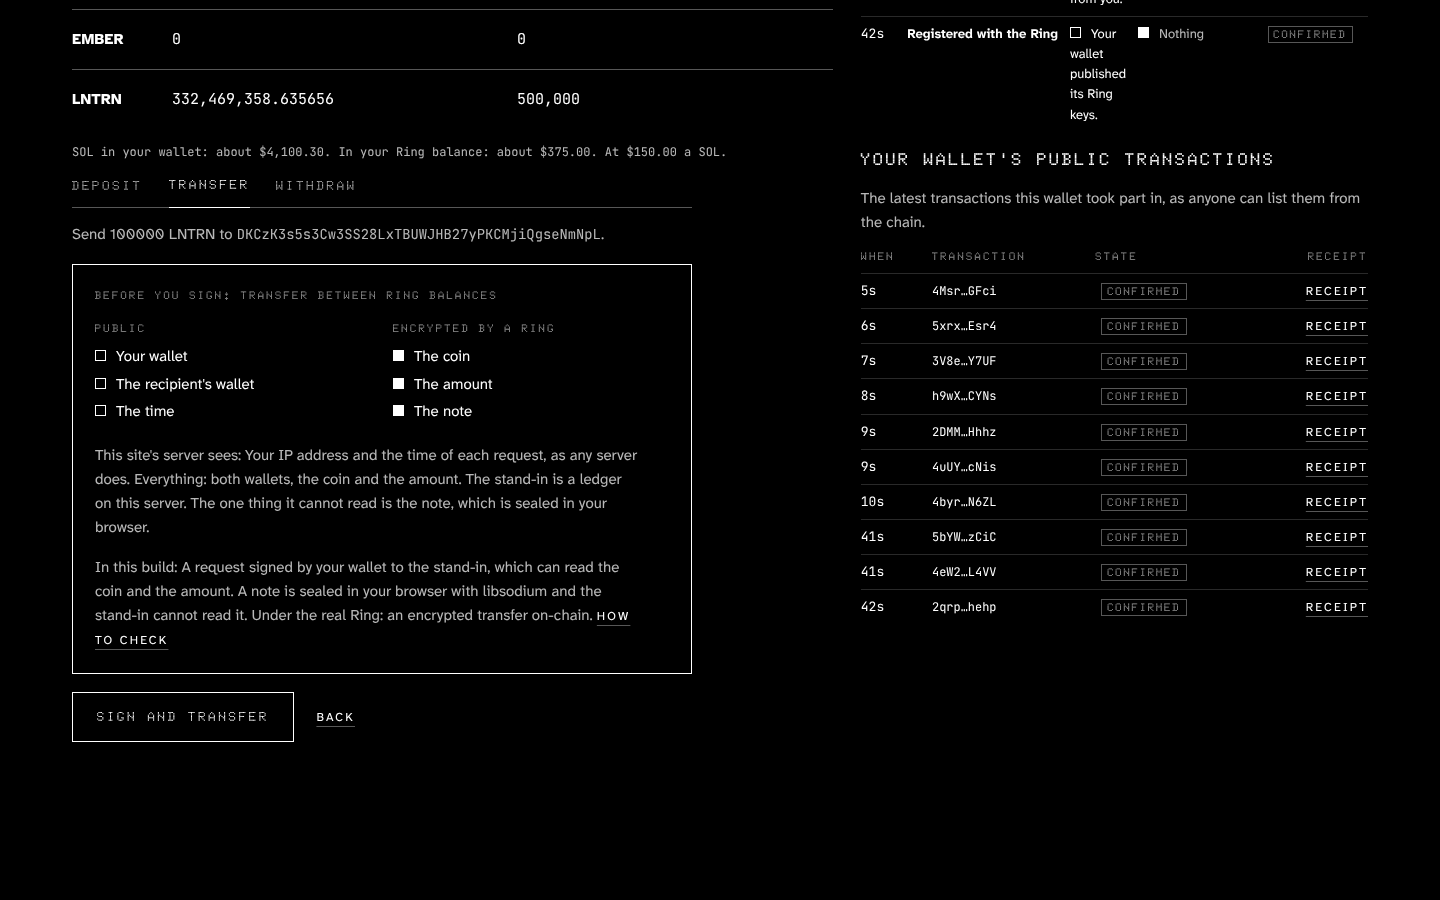 EMBER 0 0
LNTRN 332,469,358.635656 500,000
SOL in your wallet: about $4,100.30. In your Ring balance: about $375.00. At $150.00 a SOL.
DEPOSIT TRANSFER WITHDRAW
Send 100000 LNTRN to DKCzK3s5s3Cw3SS28LxTBUWJHB27yPKCMjiQgseNmNpL.
BEFORE YOU SIGN: TRANSFER BETWEEN RING BALANCES
PUBLIC ENCRYPTED BY A RING
Your wallet The coin
The recipient's wallet The amount
The time The note
This site's server sees: Your IP address and the time of each request, as any server
does. Everything: both wallets, the coin and the amount. The stand-in is a ledger
on this server. The one thing it cannot read is the note, which is sealed in your
browser.
In this build: A request signed by your wallet to the stand-in, which can read the
coin and the amount. A note is sealed in your browser with libsodium and the
stand-in cannot read it. Under the real Ring: an encrypted transfer on-chain. HOW
TO CHECK
SIGN AND TRANSFER BACK
from you.
42s Registered with the Ring Your Nothing CONFIRMED
wallet
published
its Ring
keys.
YOUR WALLET'S PUBLIC TRANSACTIONS
The latest transactions this wallet took part in, as anyone can list them from
the chain.
WHEN TRANSACTION STATE RECEIPT
5s 4Msr…GFci CONFIRMED RECEIPT
6s 5xrx…Esr4 CONFIRMED RECEIPT
7s 3V8e…Y7UF CONFIRMED RECEIPT
8s h9wX…CYNs CONFIRMED RECEIPT
9s 2DMM…Hhhz CONFIRMED RECEIPT
9s 4uUY…cNis CONFIRMED RECEIPT
10s 4byr…N6ZL CONFIRMED RECEIPT
41s 5bYW…zCiC CONFIRMED RECEIPT
41s 4eW2…L4VV CONFIRMED RECEIPT
42s 2qrp…hehp CONFIRMED RECEIPT